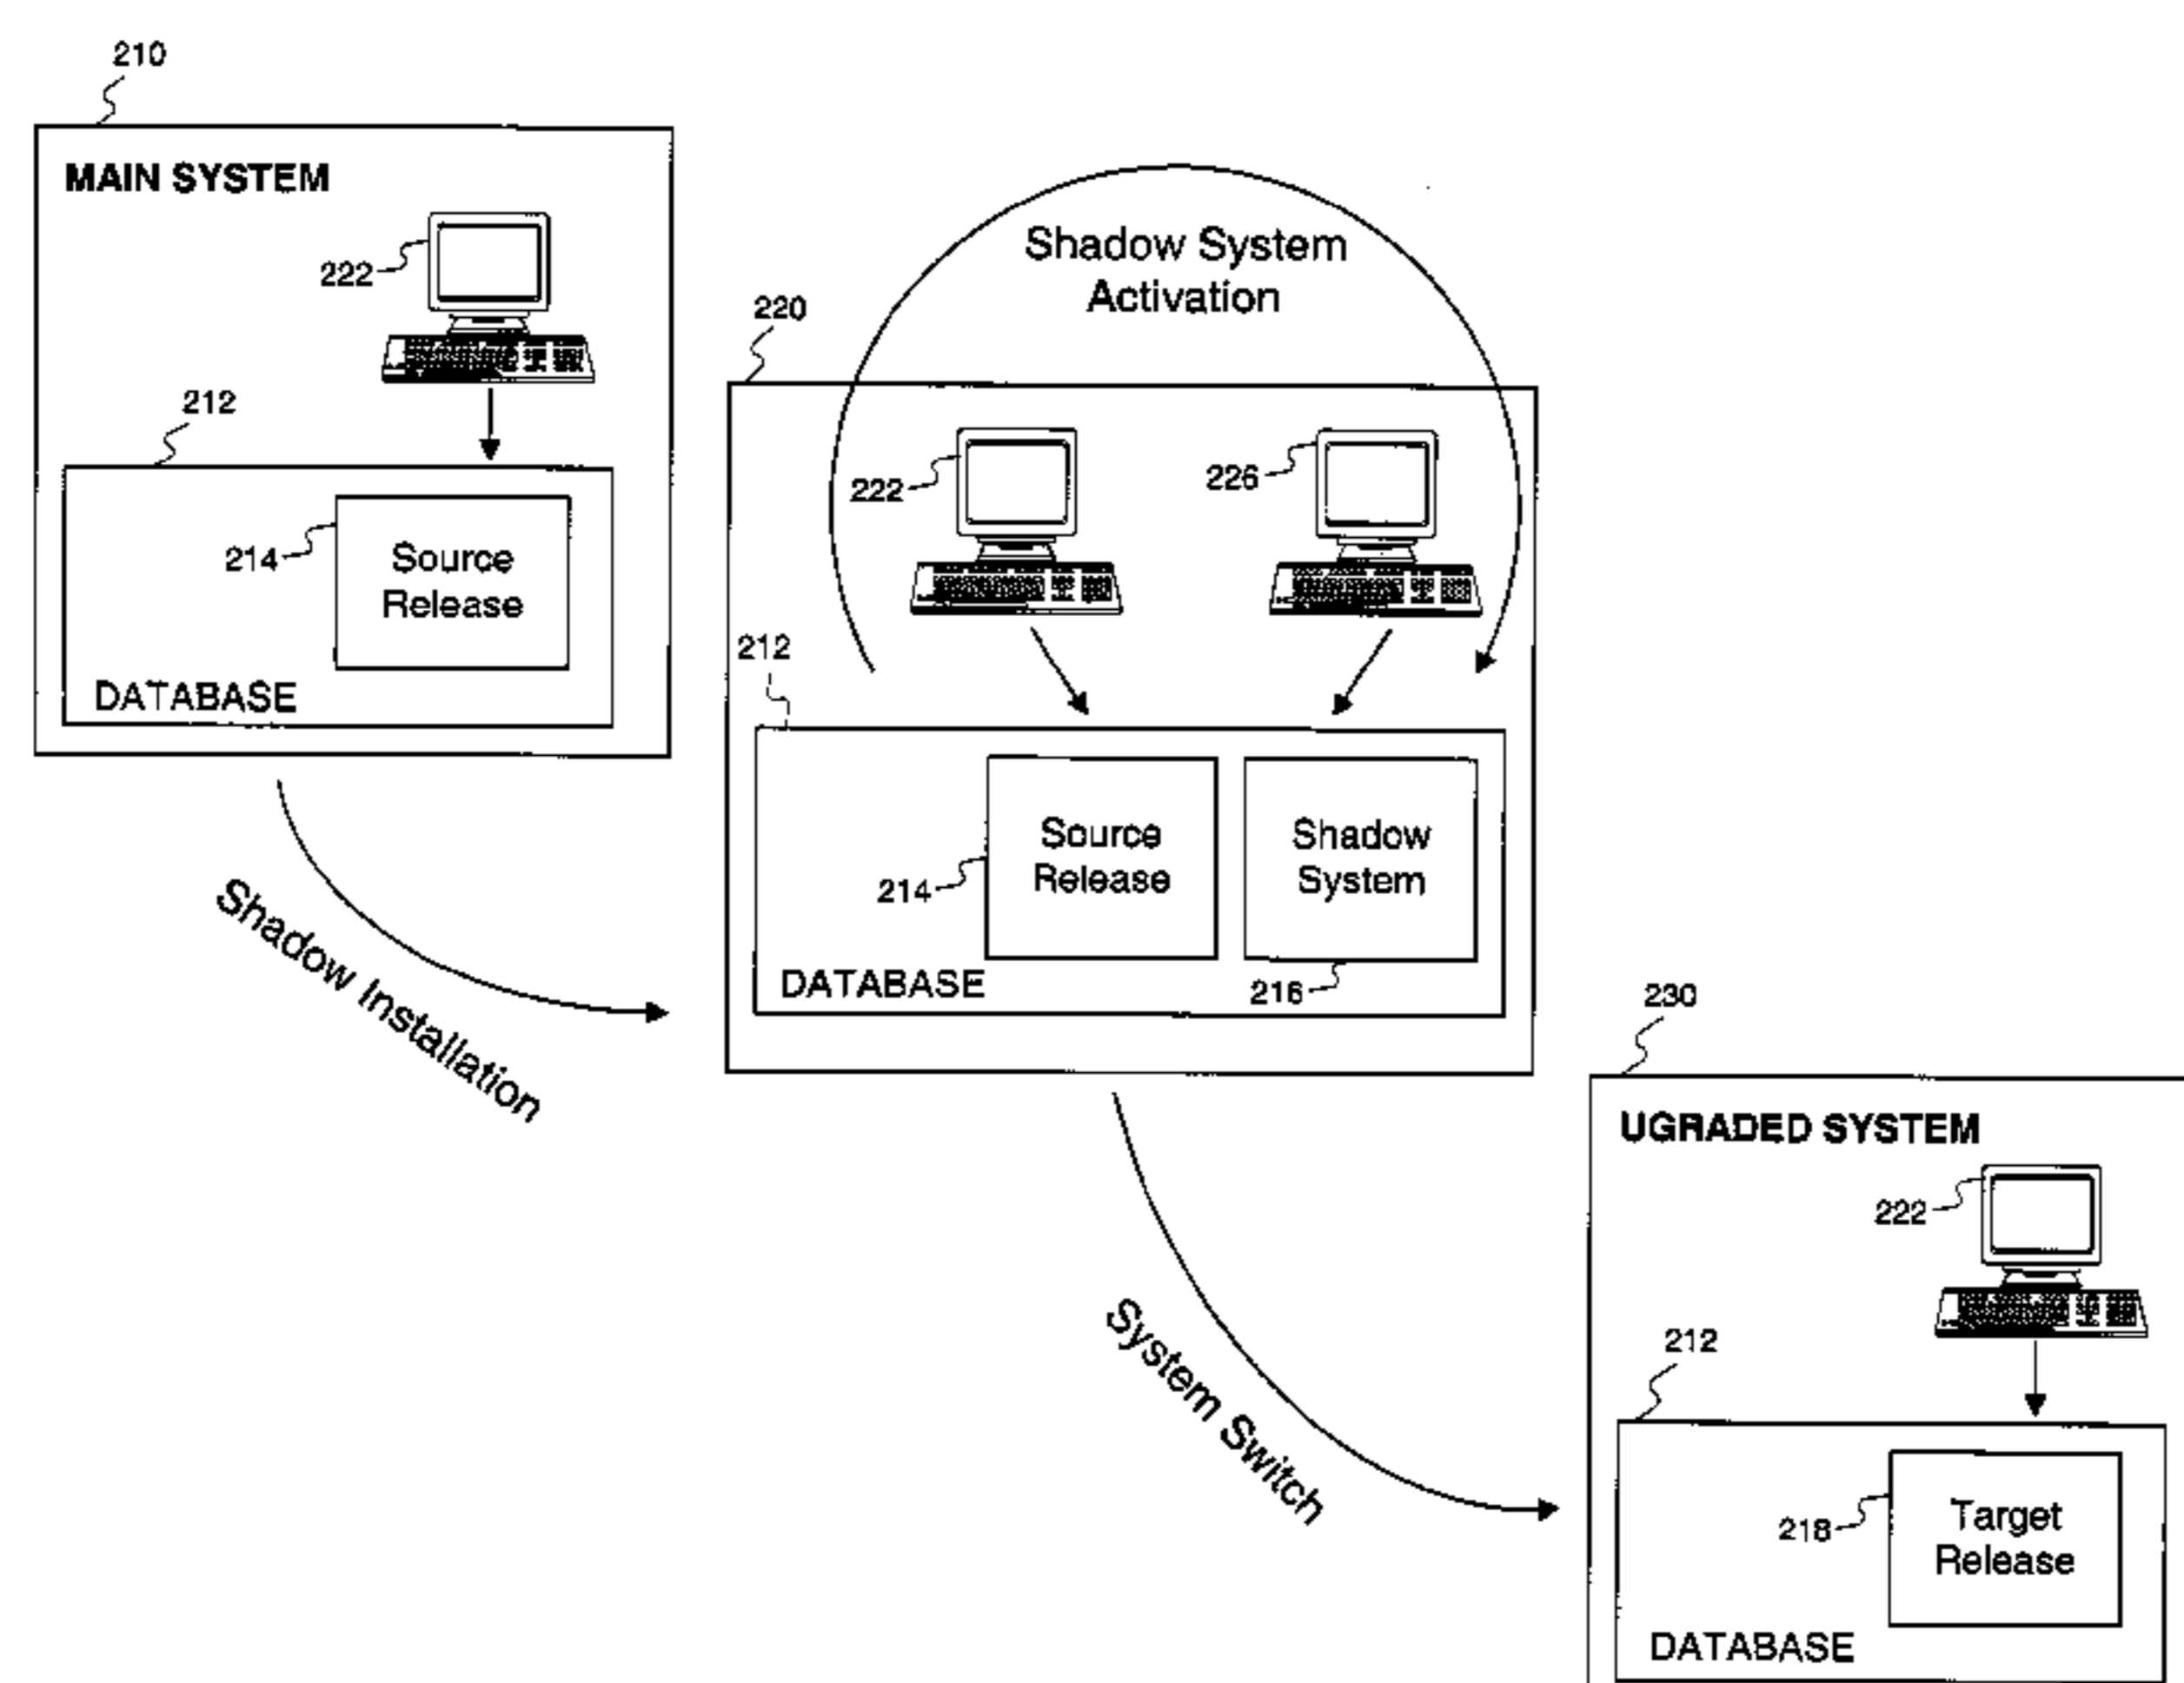 210
MAIN SYSTEM
222
212
214
Source
Release
DATABASE
Shadow Installation
Shadow System
Activation
220
222
226
212
214
Source
Release
Shadow
System
216
DATABASE
System Switch
230
UGRADED SYSTEM
222
212
218
Target
Release
DATABASE